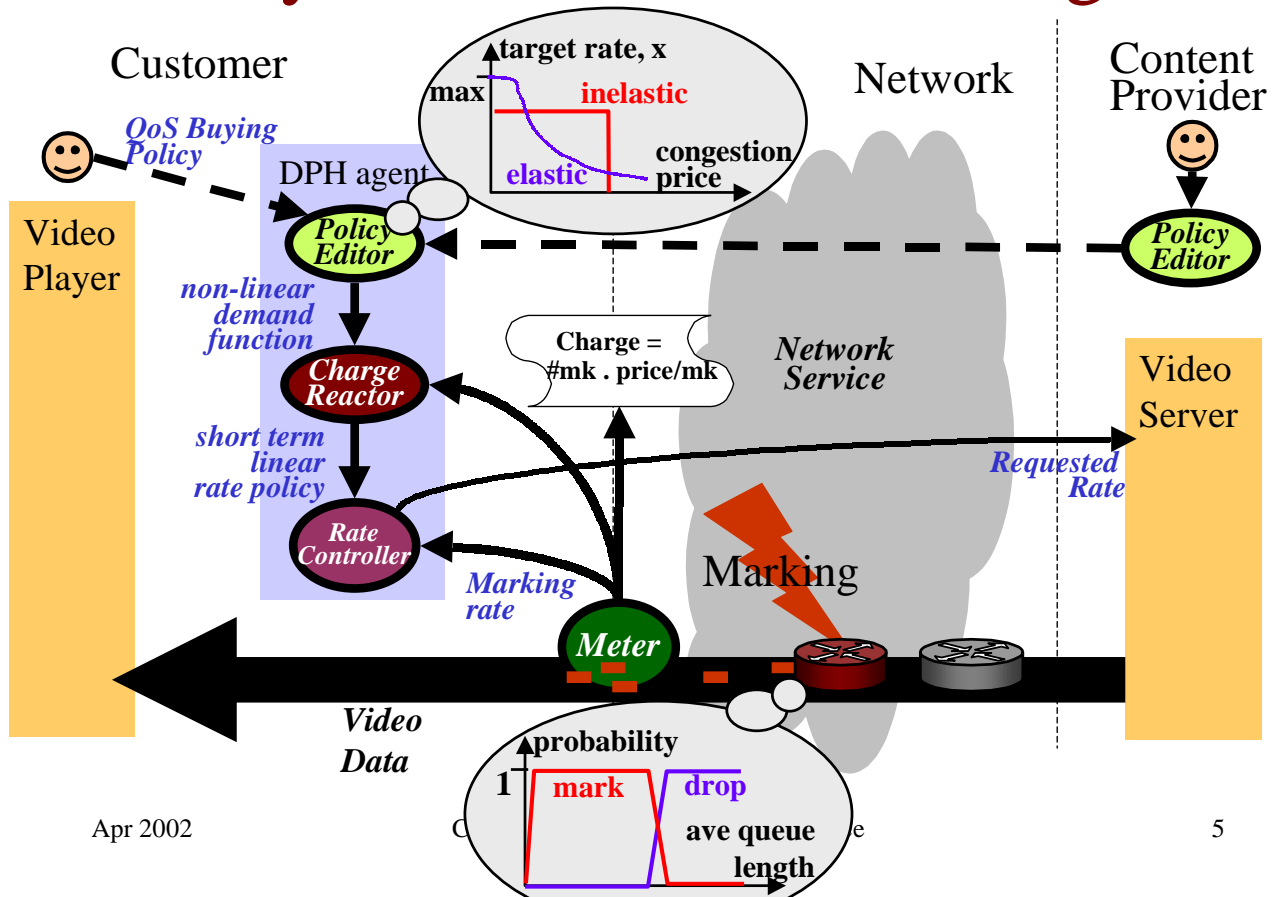 Customer
Network
Content
Provider
target rate, x
max
inelastic
elastic
congestion
price
QoS Buying
Policy
DPH agent
Policy
Editor
Policy
Editor
Video
Player
non-linear
demand
function
Charge =
#mk . price/mk
Network
Service
Charge
Reactor
Video
Server
short term
linear
rate policy
Requested
Rate
Rate
Controller
Marking
rate
Marking
Meter
Video
Data
probability
1
mark
drop
ave queue
length
Apr 2002
5